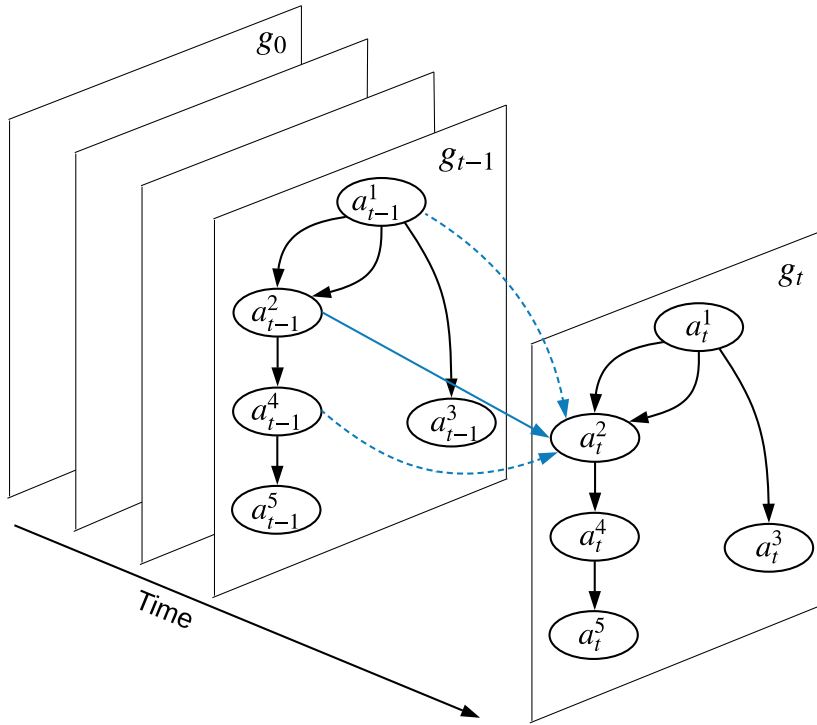 g₀
gₜ₋₁
a¹ₜ₋₁
a²ₜ₋₁
a⁴ₜ₋₁
a³ₜ₋₁
a⁵ₜ₋₁
gₜ
a¹ₜ
a²ₜ
a⁴ₜ
a³ₜ
a⁵ₜ
Time